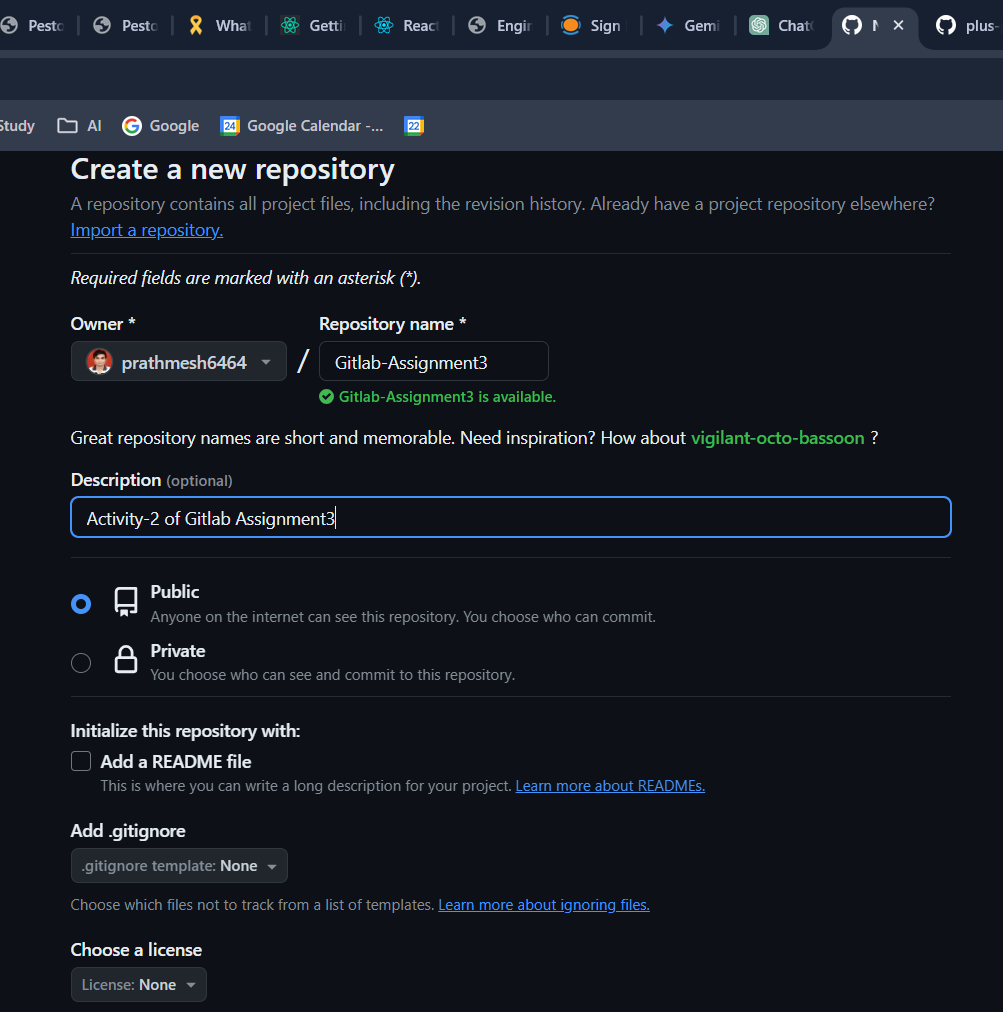 Pesto
Pesto
What
Getti
React
Engin
Sign
Gemi
Chat
plus-
Study
AI
Google
24
Google Calendar -...
22
Create a new repository
A repository contains all project files, including the revision history. Already have a project repository elsewhere?
Import a repository.
Required fields are marked with an asterisk (*).
Owner *
Repository name *
prathmesh6464
/
Gitlab-Assignment3
Gitlab-Assignment3 is available.
Great repository names are short and memorable. Need inspiration? How about vigilant-octo-bassoon ?
Description (optional)
Activity-2 of Gitlab Assignment3
Public
Anyone on the internet can see this repository. You choose who can commit.
Private
You choose who can see and commit to this repository.
Initialize this repository with:
Add a README file
This is where you can write a long description for your project. Learn more about READMEs.
Add .gitignore
.gitignore template: None
Choose which files not to track from a list of templates. Learn more about ignoring files.
Choose a license
License: None